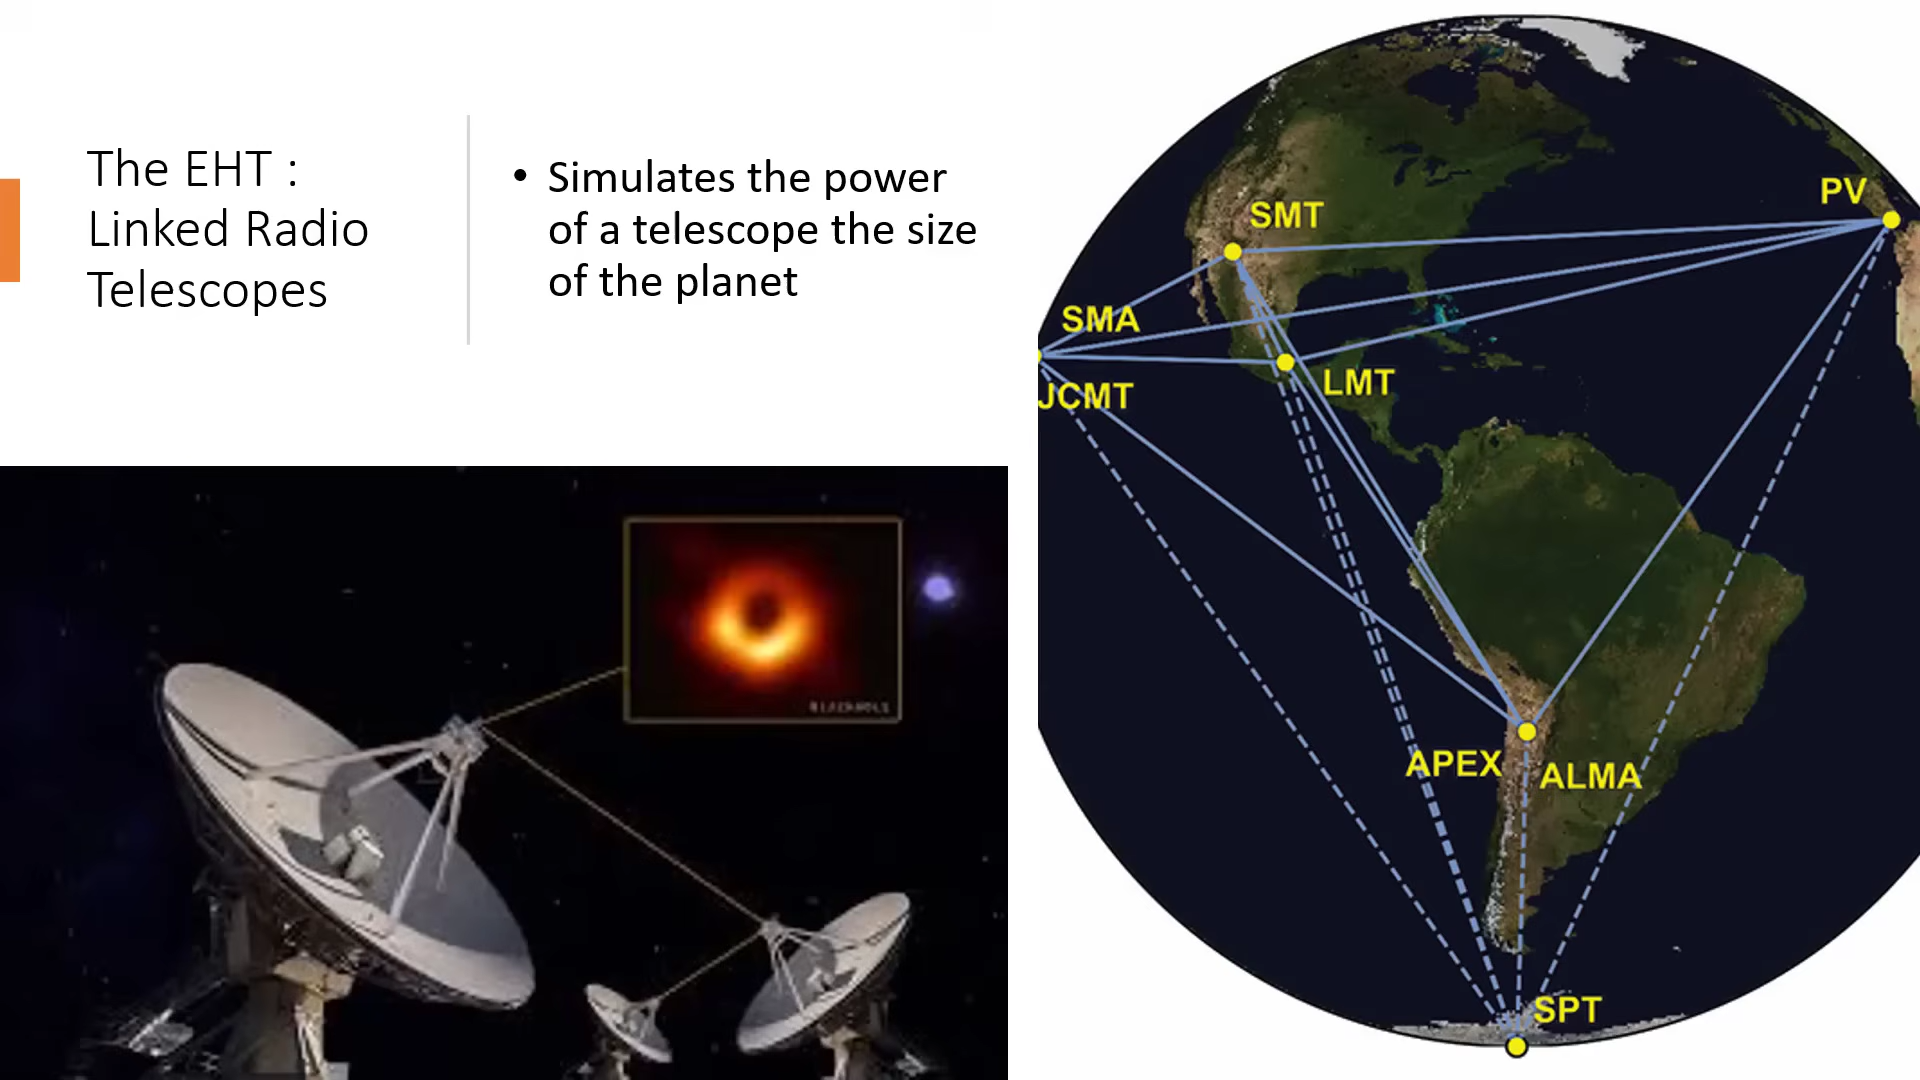 The EHT :
Linked Radio
Telescopes
• Simulates the power
of a telescope the size
of the planet
BLACKHOLE
PV
SMT
SMA
JCMT
LMT
APEX
ALMA
SPT